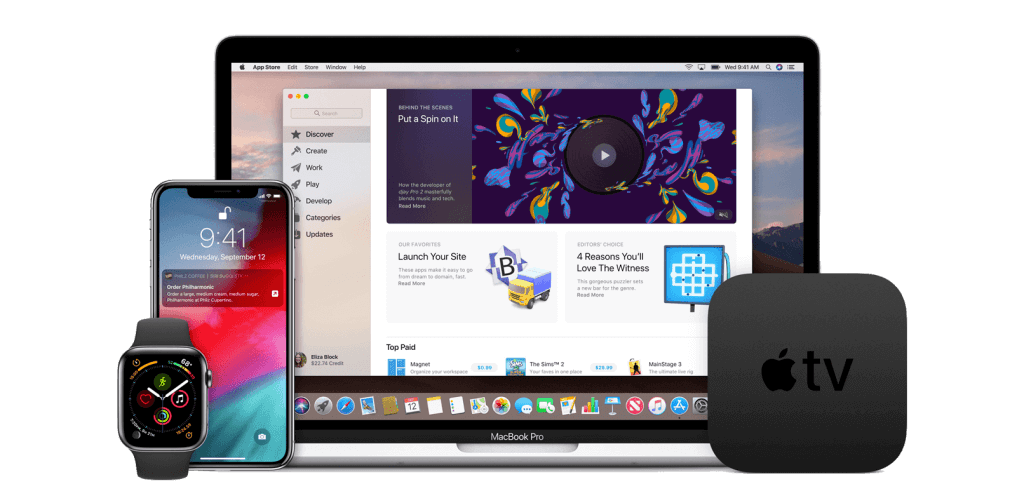 App Store Edit Store Window Help
Wed 9:41 AM
Search
Discover
Create
Work
Play
Develop
Categories
Updates
Eliza Block
$22.74 Credit
BEHIND THE SCENES
Put a Spin on It
How the developer of
djay Pro 2 masterfully
blends music and tech.
Read More
OUR FAVORITES
Launch Your Site
These apps make it easy to go
from dream to domain, fast.
Read More
B
EDITORS' CHOICE
4 Reasons You'll
Love The Witness
This gorgeous puzzler sets
a new bar for the genre.
Read More
Top Paid
Magnet
Organize your workspace
$0.99
The Sims™ 2
Your faves in one place
$29.99
MainStage 3
The ultimate live rig
12
MacBook Pro
9:41
Wednesday, September 12
Order Philharmonic
Order a large, medium cream, medium sugar,
Philharmonic at Philz Cupertino.
68°
tv